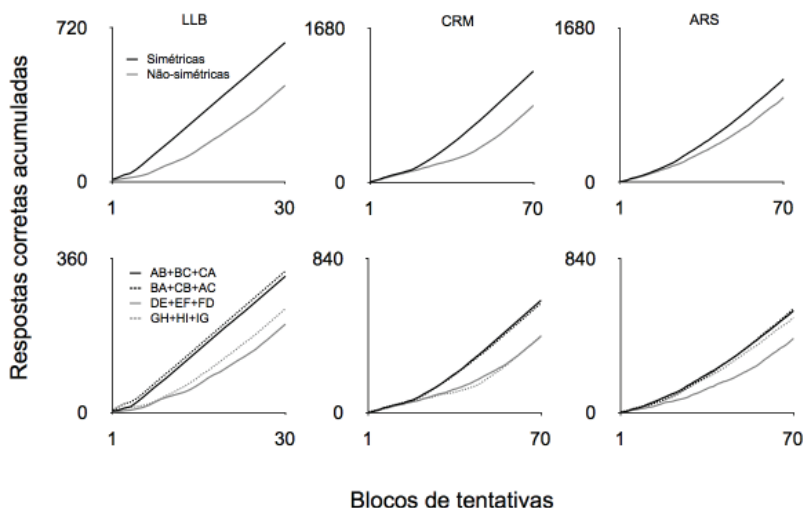 LLB
CRM
ARS
720
1680
1680
Simétricas
Não-simétricas
0
0
0
1
30
1
70
1
70
Respostas corretas acumuladas
360
840
840
AB+BC+CA
BA+CB+AC
DE+EF+FD
GH+HI+IG
0
0
0
1
30
1
70
1
70
Blocos de tentativas